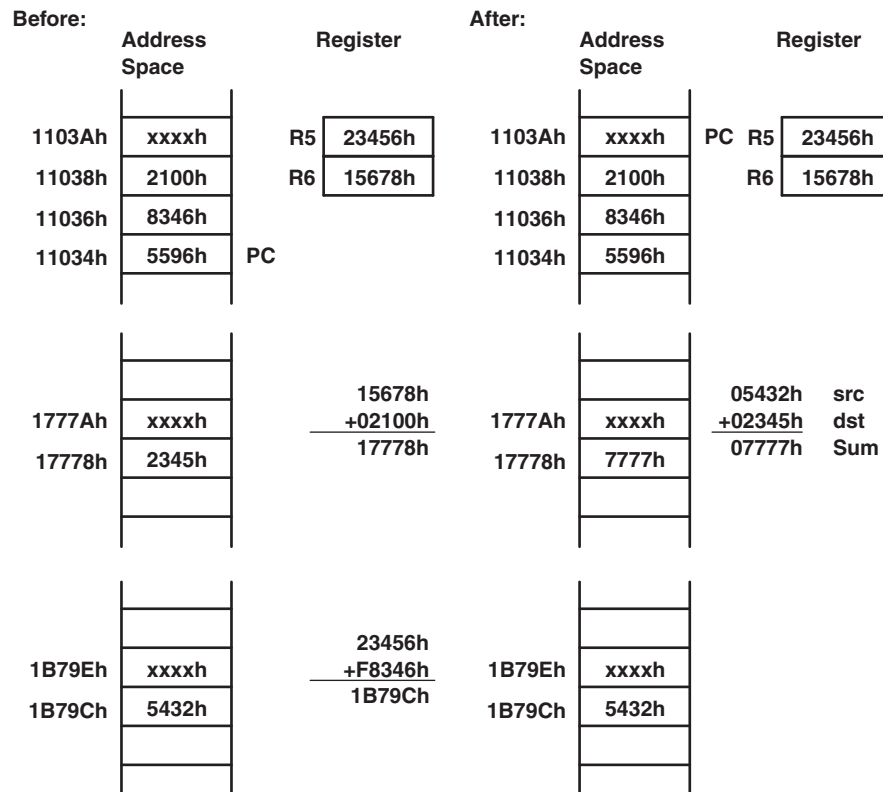 Before:
Address Space
Register
1103Ah xxxxh R5 23456h
11038h 2100h R6 15678h
11036h 8346h
11034h 5596h PC
15678h
1777Ah xxxxh +02100h
17778h 2345h 17778h
23456h
1B79Eh xxxxh +F8346h
1B79Ch 5432h 1B79Ch
After:
Address Space
Register
1103Ah xxxxh PC R5 23456h
11038h 2100h R6 15678h
11036h 8346h
11034h 5596h
05432h src
1777Ah xxxxh +02345h dst
17778h 7777h 07777h Sum
1B79Eh xxxxh
1B79Ch 5432h